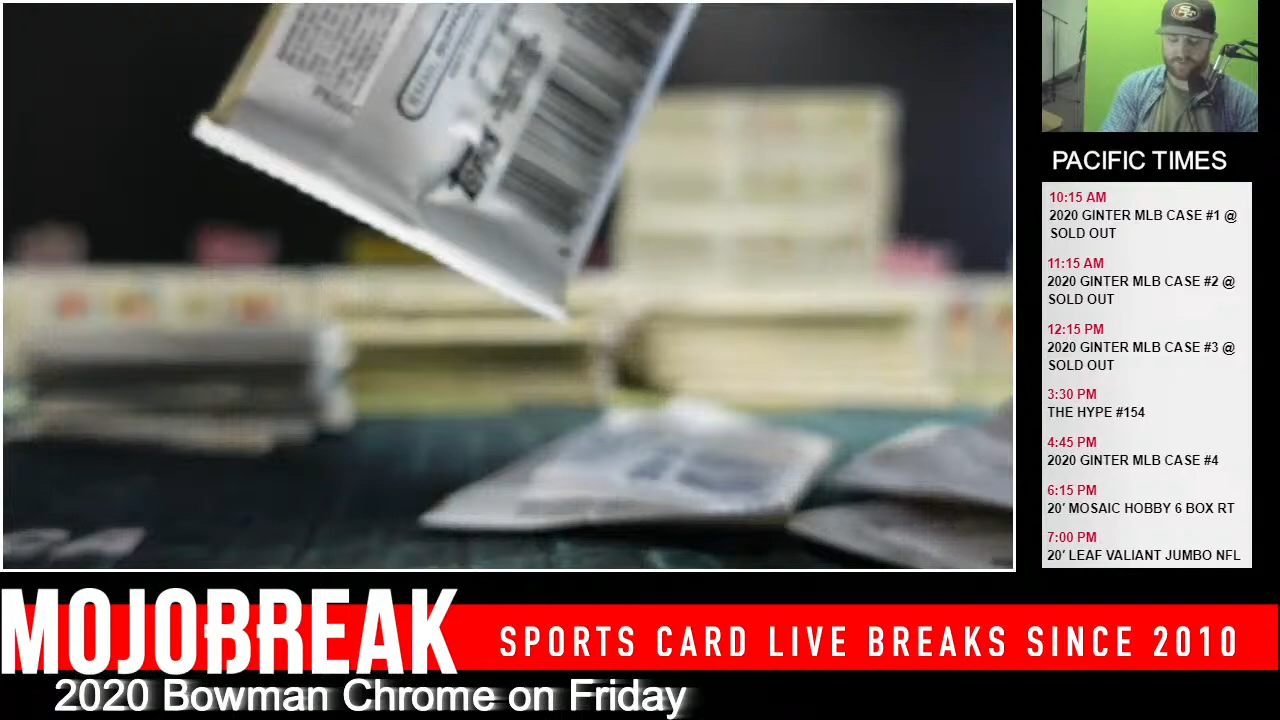 topps
PACIFIC TIMES
10:15 AM
2020 GINTER MLB CASE #1 @
SOLD OUT
11:15 AM
2020 GINTER MLB CASE #2 @
SOLD OUT
12:15 PM
2020 GINTER MLB CASE #3 @
SOLD OUT
3:30 PM
THE HYPE #154
4:45 PM
2020 GINTER MLB CASE #4
6:15 PM
20' MOSAIC HOBBY 6 BOX RT
7:00 PM
20' LEAF VALIANT JUMBO NFL
MOJOBREAK
SPORTS CARD LIVE BREAKS SINCE 2010
2020 Bowman Chrome on Friday